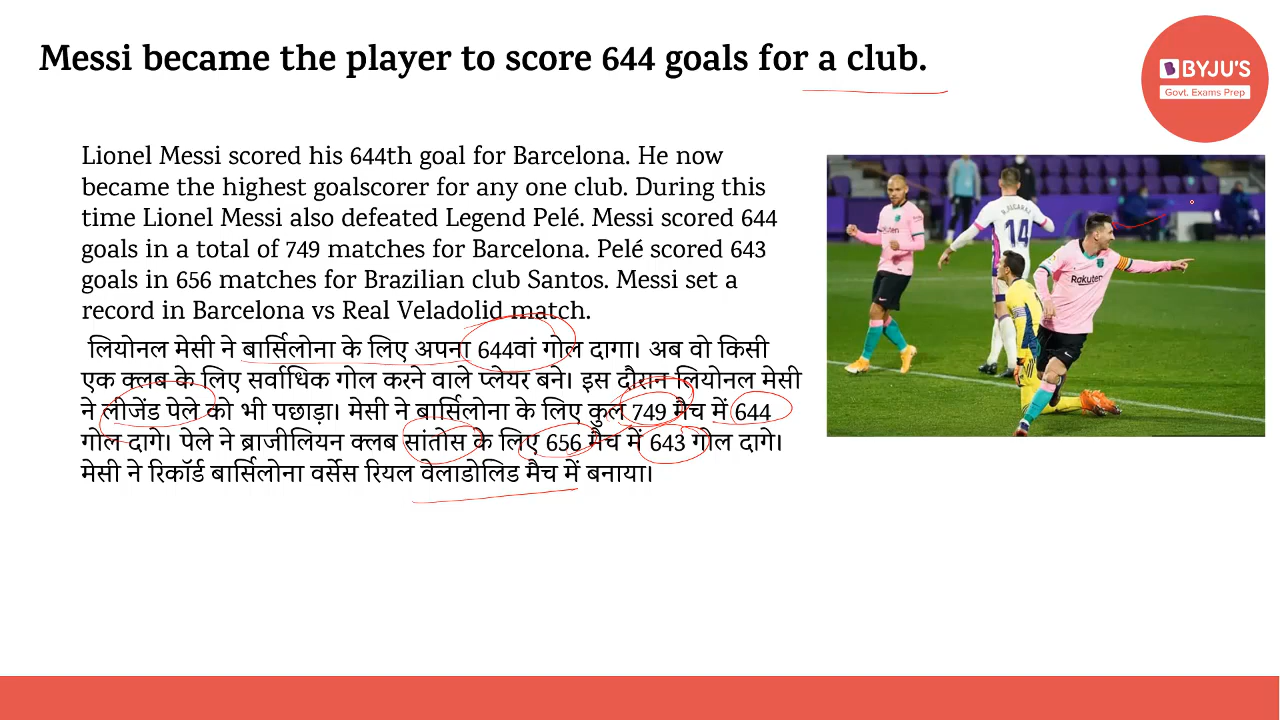 Messi became the player to score 644 goals for a club.
BYJU'S
Govt. Exams Prep
Lionel Messi scored his 644th goal for Barcelona. He now
became the highest goalscorer for any one club. During this
time Lionel Messi also defeated Legend Pelé. Messi scored 644
goals in a total of 749 matches for Barcelona. Pelé scored 643
goals in 656 matches for Brazilian club Santos. Messi set a
record in Barcelona vs Real Veladolid match.
लियोनल मेसी ने बार्सिलोना के लिए अपना 644वां गोल दागा। अब वो किसी
एक क्लब के लिए सर्वाधिक गोल करने वाले प्लेयर बने। इस दौरान लियोनल मेसी
ने लीजेंड पेले को भी पछाड़ा। मेसी ने बार्सिलोना के लिए कुल 749 मैच में 644
गोल दागे। पेले ने ब्राजीलियन क्लब सांतोस के लिए 656 मैच में 643 गोल दागे।
मेसी ने रिकॉर्ड बार्सिलोना वर्सेस रियल वेलाडोलिड मैच में बनाया।
14
Rakuten